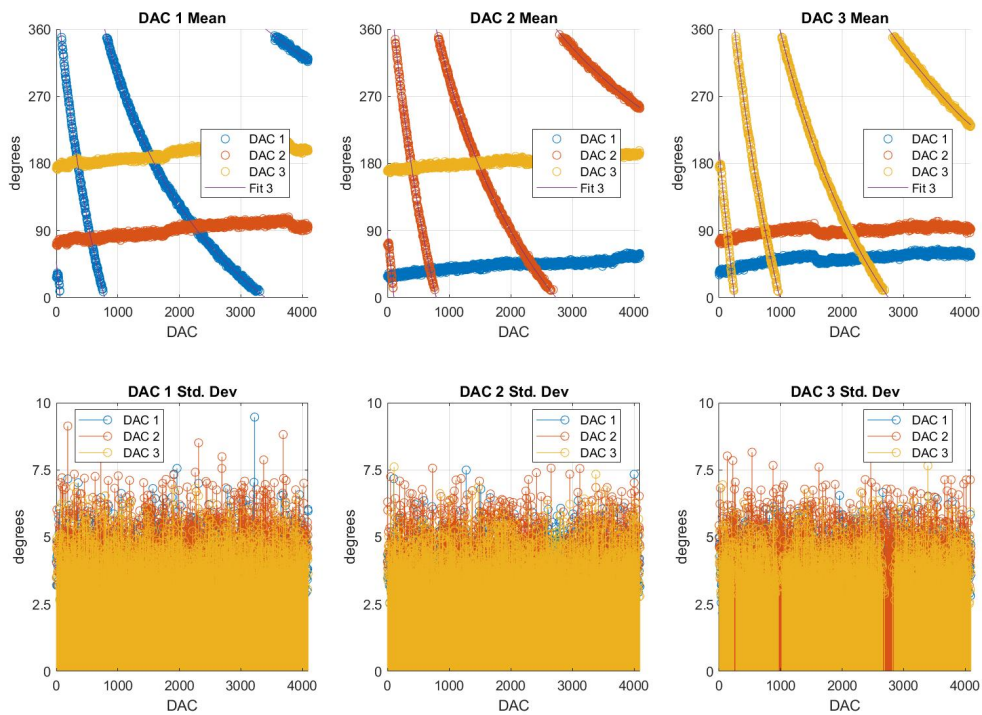 DAC 1 Mean
360
270
180
90
0
degrees
0 1000 2000 3000 4000
DAC
DAC 1
DAC 2
DAC 3
Fit 3
DAC 2 Mean
360
270
180
90
0
degrees
0 1000 2000 3000 4000
DAC
DAC 1
DAC 2
DAC 3
Fit 3
DAC 3 Mean
360
270
180
90
0
degrees
0 1000 2000 3000 4000
DAC
DAC 1
DAC 2
DAC 3
Fit 3
DAC 1 Std. Dev
10
7.5
5
2.5
0
degrees
0 1000 2000 3000 4000
DAC
DAC 1
DAC 2
DAC 3
DAC 2 Std. Dev
10
7.5
5
2.5
0
degrees
0 1000 2000 3000 4000
DAC
DAC 1
DAC 2
DAC 3
DAC 3 Std. Dev
10
7.5
5
2.5
0
degrees
0 1000 2000 3000 4000
DAC
DAC 1
DAC 2
DAC 3